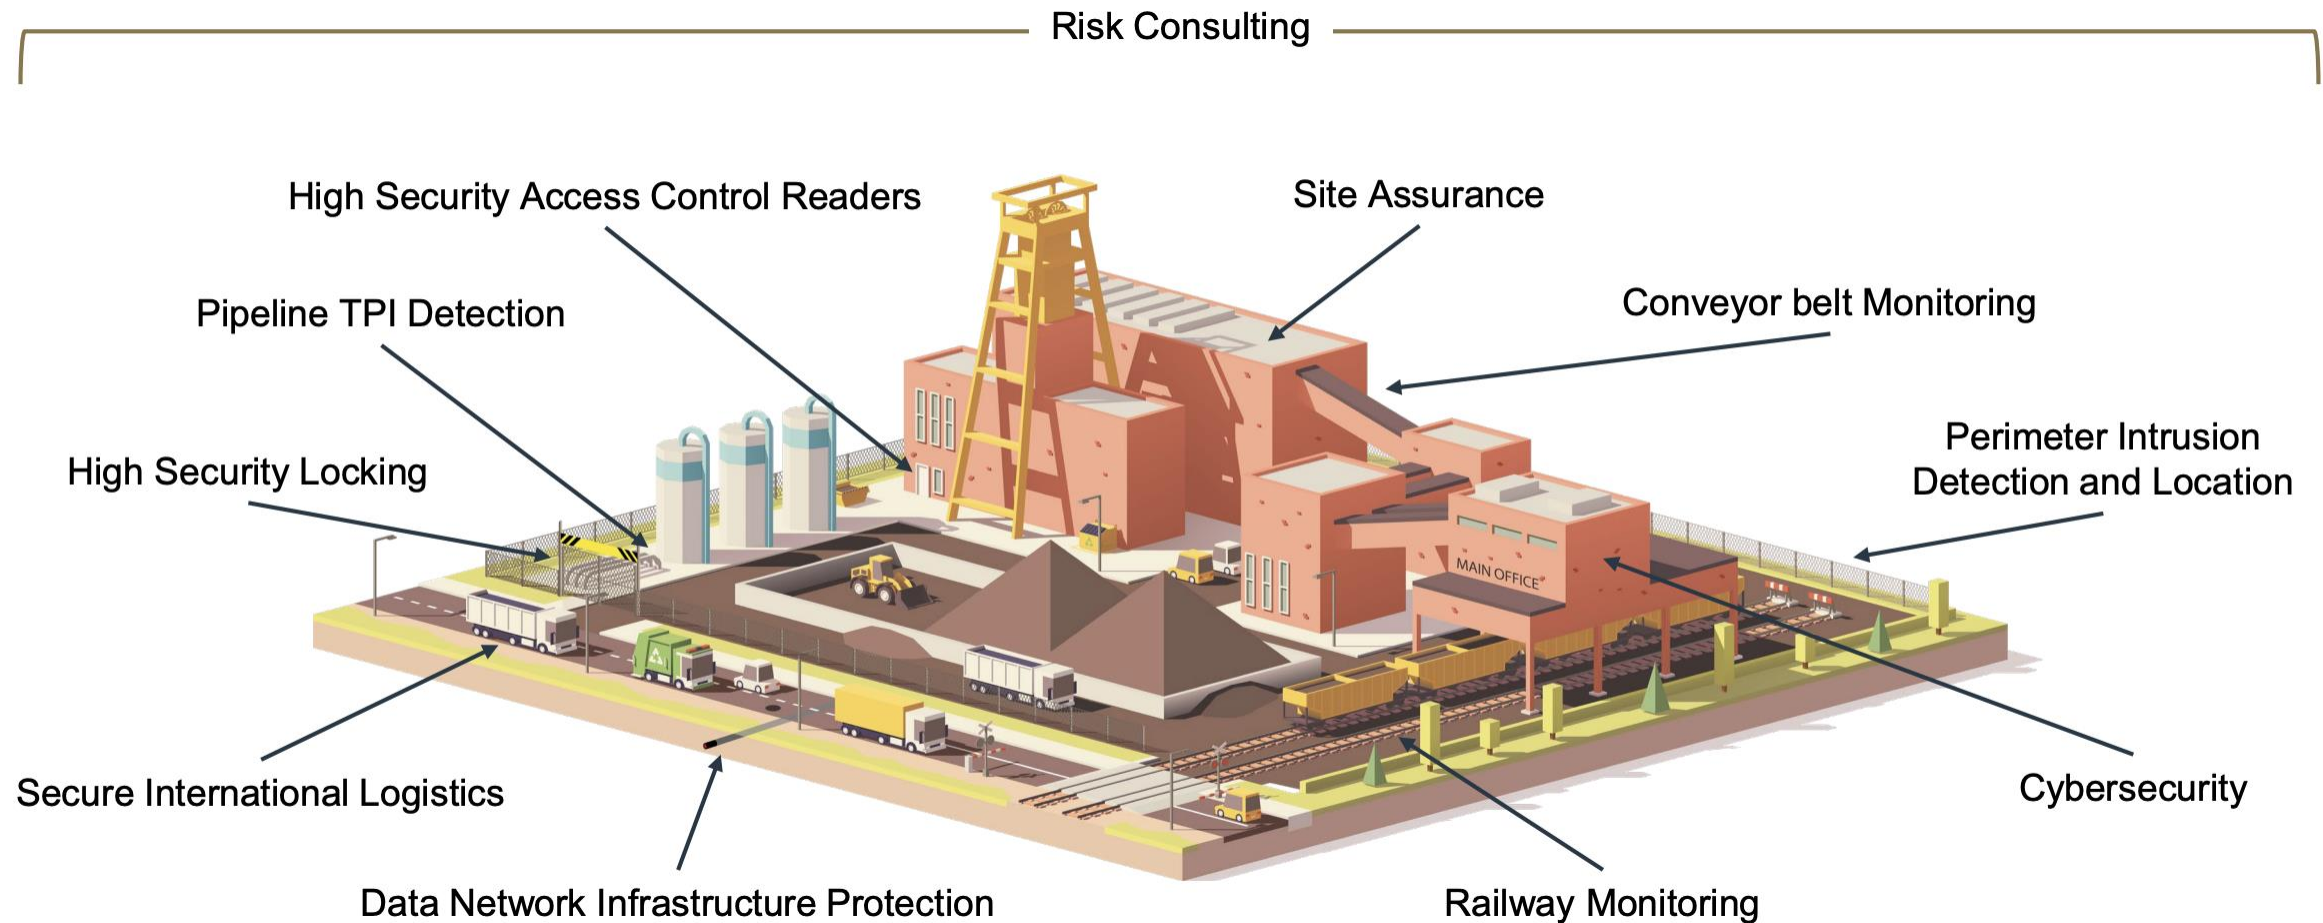 Risk Consulting
High Security Access Control Readers
Site Assurance
Pipeline TPI Detection
Conveyor belt Monitoring
High Security Locking
Perimeter Intrusion
Detection and Location
MAIN OFFICE
Secure International Logistics
Cybersecurity
Data Network Infrastructure Protection
Railway Monitoring